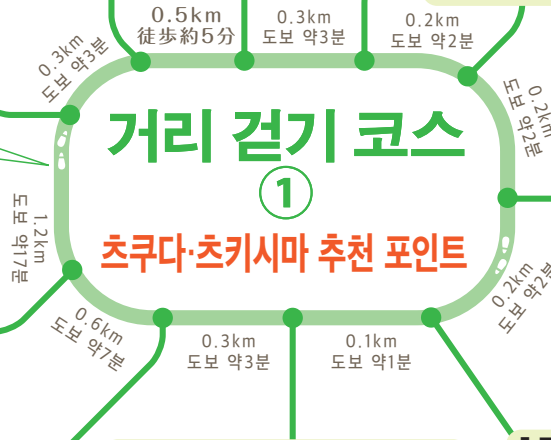 0.5km
徒歩約5分
0.3km
도보 약3분
0.2km
도보 약2분
0.3km
도보 약3분
0.2km
도보 약2분
거리 걷기 코스
1
츠쿠다·츠키시마 추천 포인트
1.2km
도보 약17분
0.2km
도보 약2분
0.6km
도보 약7분
0.3km
도보 약3분
0.1km
도보 약1분